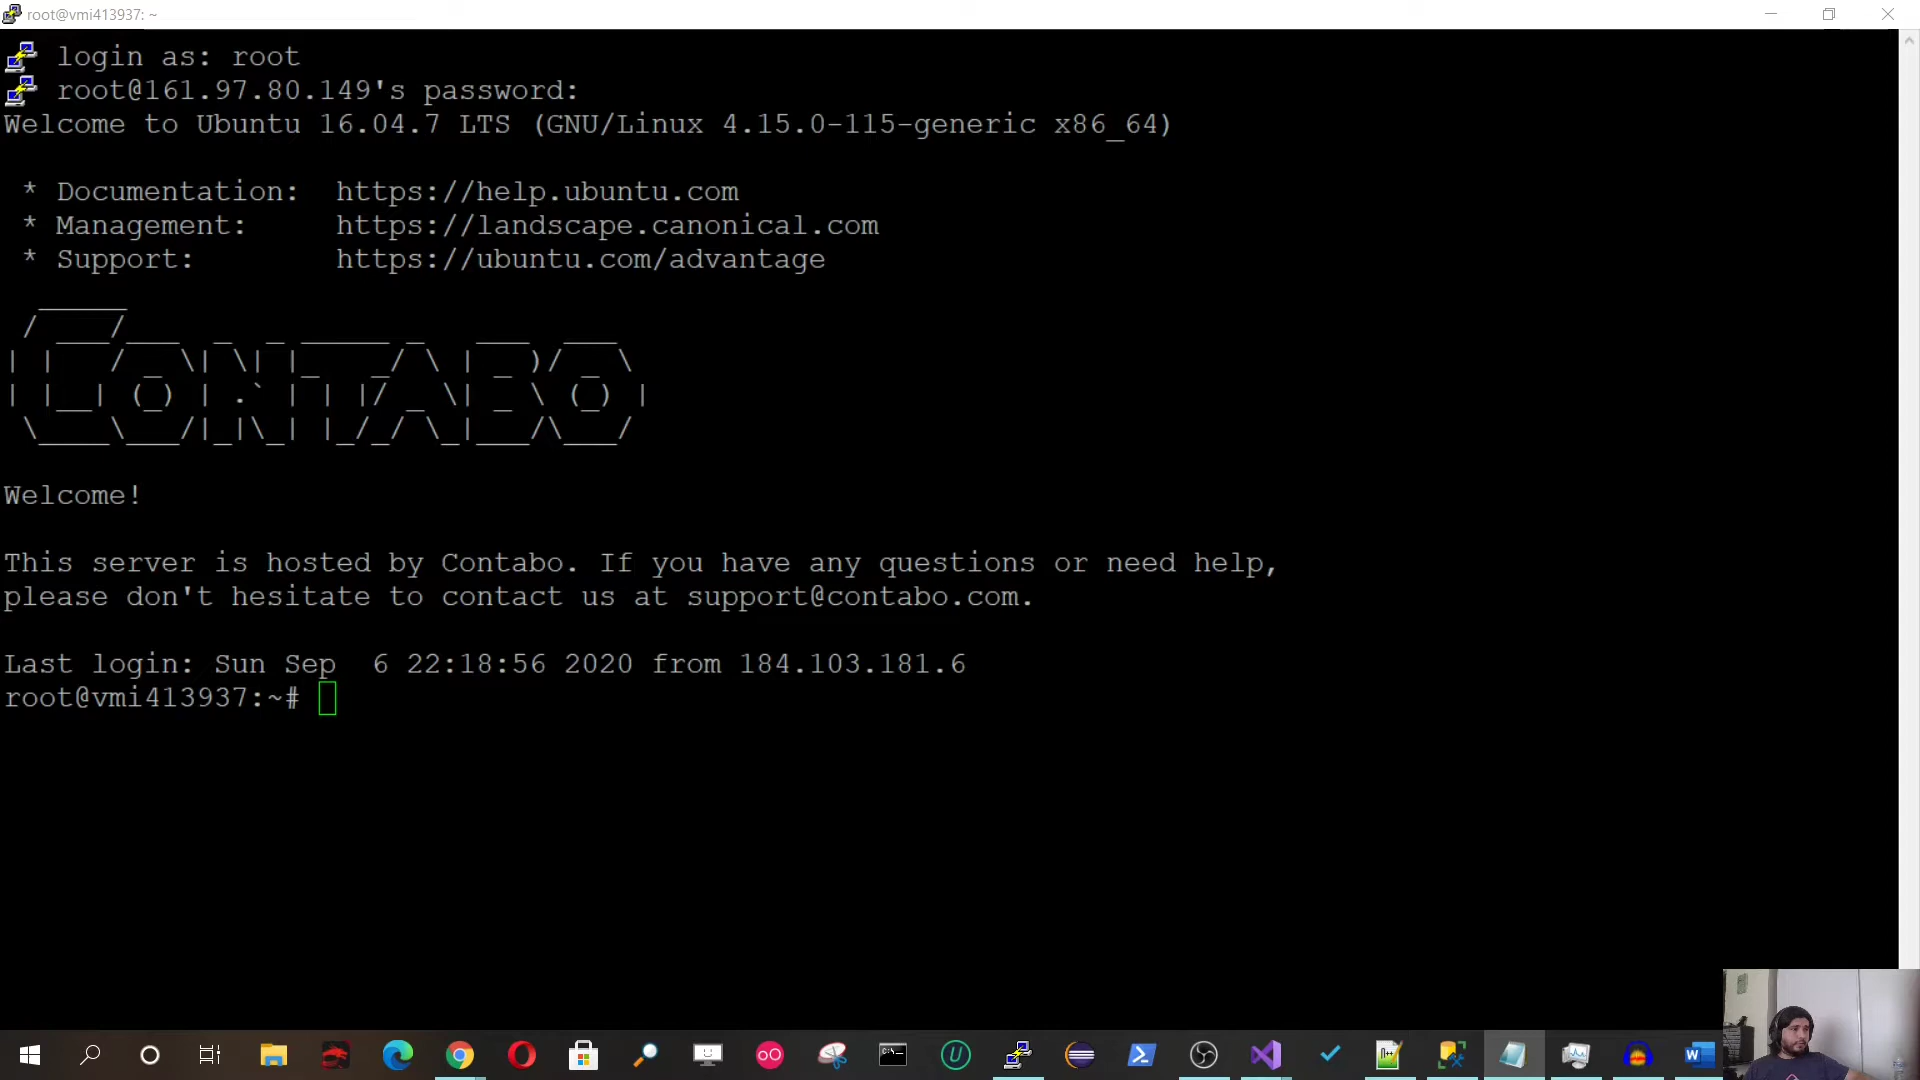 root@vmi413937: ~
login as: root
root@161.97.80.149's password:
Welcome to Ubuntu 16.04.7 LTS (GNU/Linux 4.15.0-115-generic x86_64)
* Documentation:  https://help.ubuntu.com
* Management:     https://landscape.canonical.com
* Support:        https://ubuntu.com/advantage
CONTABO
Welcome!
This server is hosted by Contabo. If you have any questions or need help,
please don't hesitate to contact us at support@contabo.com.
Last login: Sun Sep  6 22:18:56 2020 from 184.103.181.6
root@vmi413937:~#